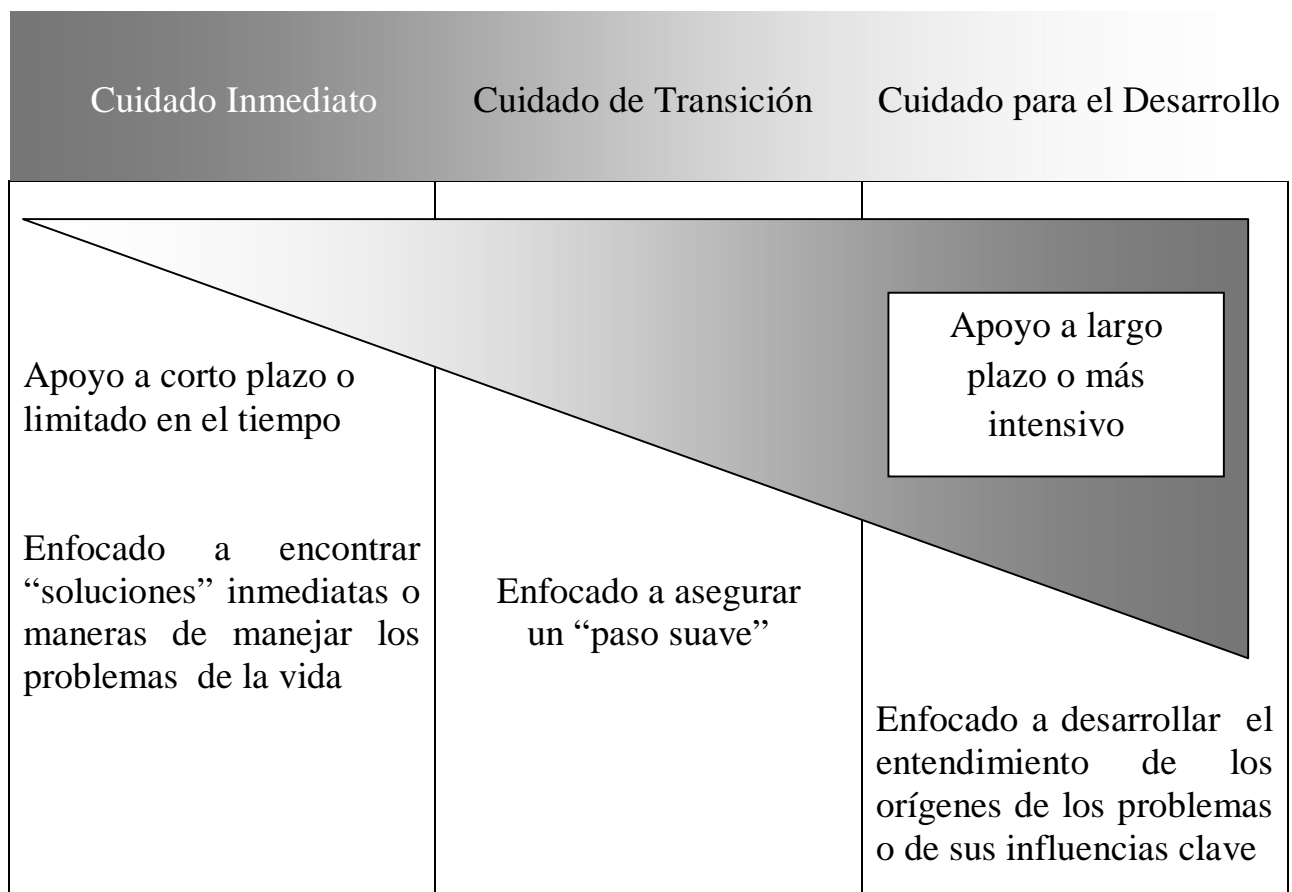 Cuidado Inmediato
Cuidado de Transición
Cuidado para el Desarrollo
Apoyo a corto plazo o
limitado en el tiempo
Enfocado a encontrar
“soluciones” inmediatas o
maneras de manejar los
problemas de la vida
Enfocado a asegurar
un “paso suave”
Apoyo a largo
plazo o más
intensivo
Enfocado a desarrollar el
entendimiento de los
orígenes de los problemas
o de sus influencias clave